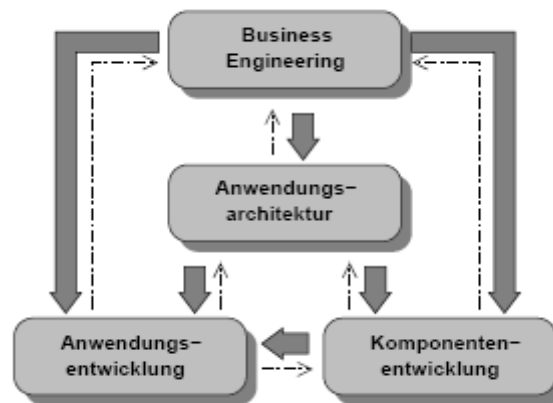 Business
Engineering
Anwendungs–
architektur
Anwendungs–
entwicklung
Komponenten–
entwicklung